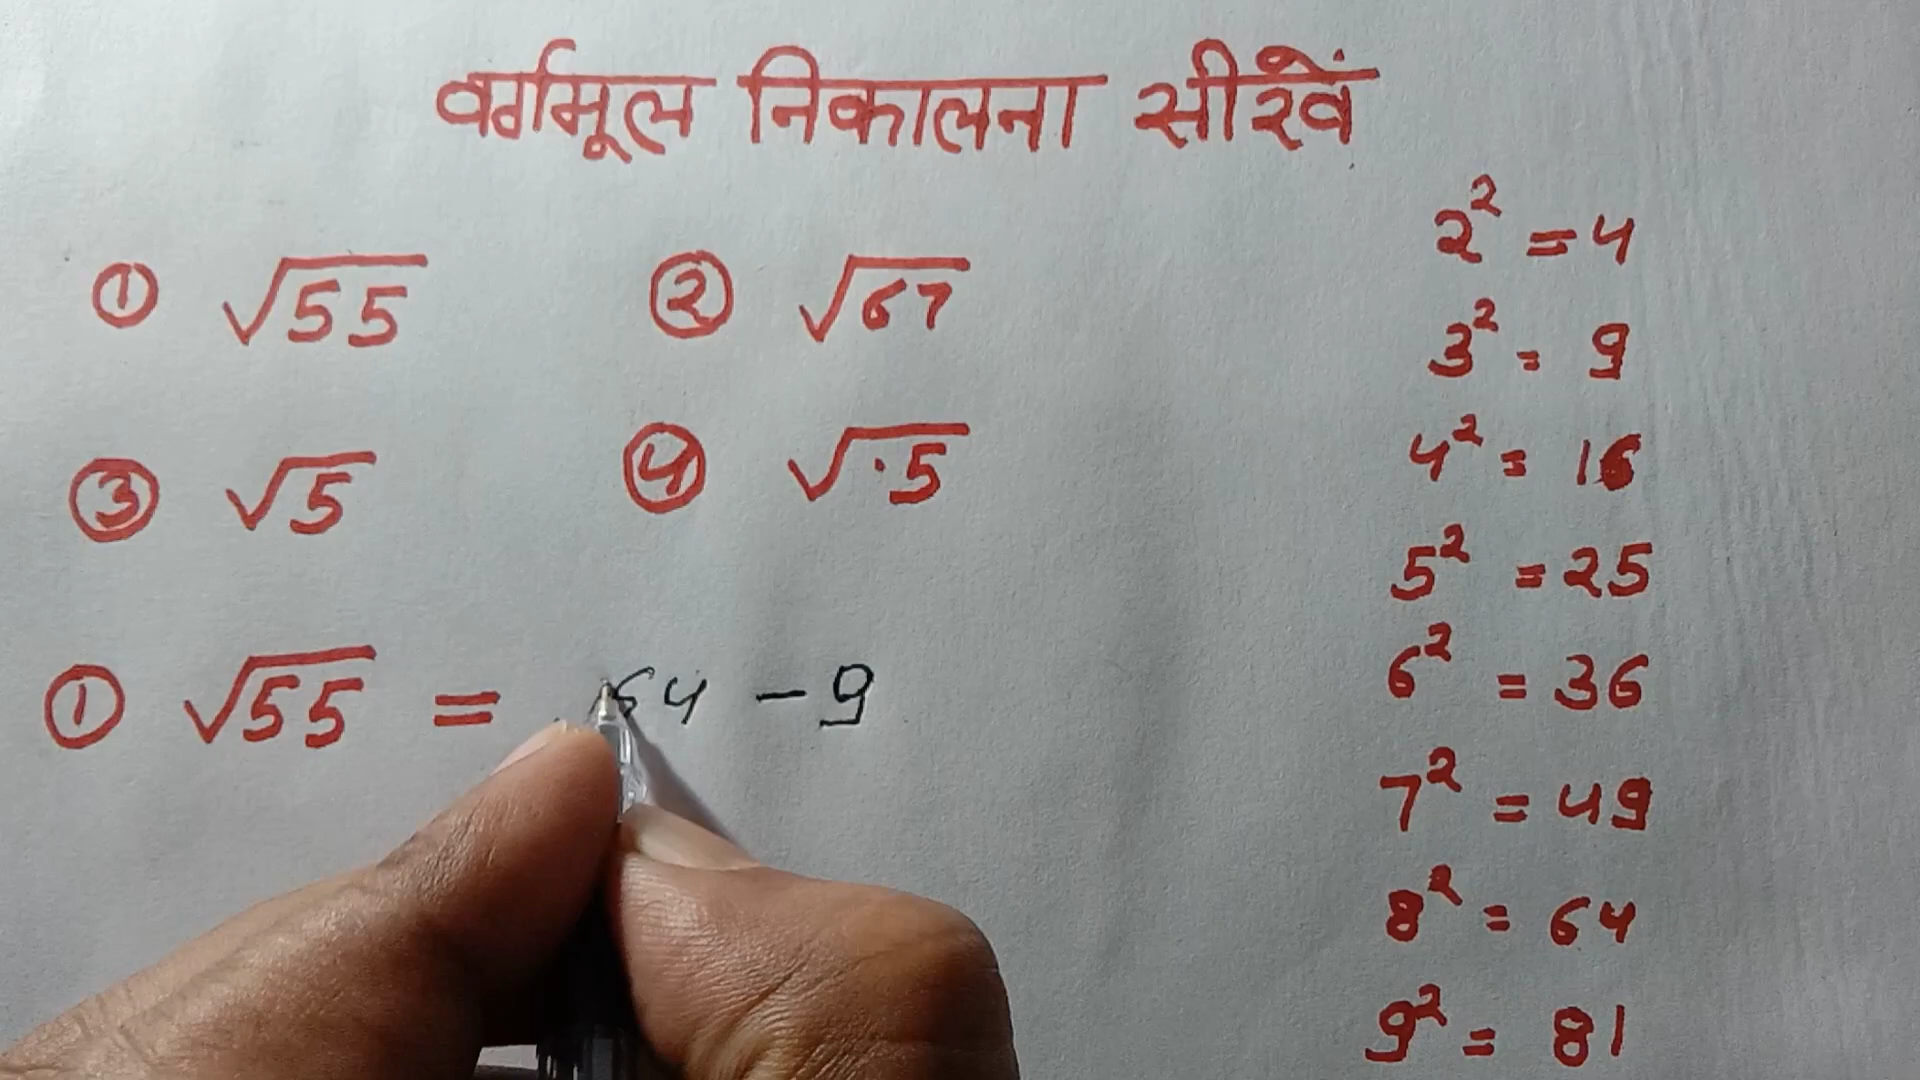 वर्गमूल निकालना सीखें
① √55 ② √67
③ √5 ④ √.5
① √55 = 64 - 9
2² = 4
3² = 9
4² = 16
5² = 25
6² = 36
7² = 49
8² = 64
9² = 81